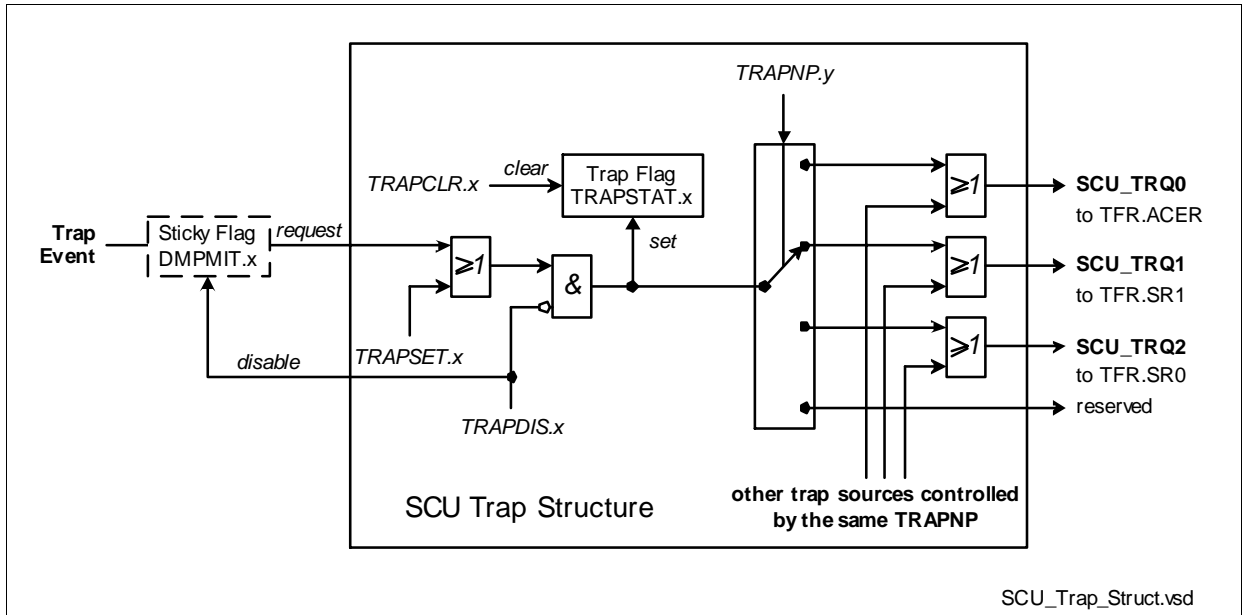 TRAPNP.y
TRAPCLR.x
clear
Trap Flag
TRAPSTAT.x
set
Trap
Event
Sticky Flag
DMPMIT.x
request
≥1
&
TRAPSET.x
disable
TRAPDIS.x
≥1
SCU_TRQ0
to TFR.ACER
≥1
SCU_TRQ1
to TFR.SR1
≥1
SCU_TRQ2
to TFR.SR0
reserved
other trap sources controlled
by the same TRAPNP
SCU Trap Structure
SCU_Trap_Struct.vsd